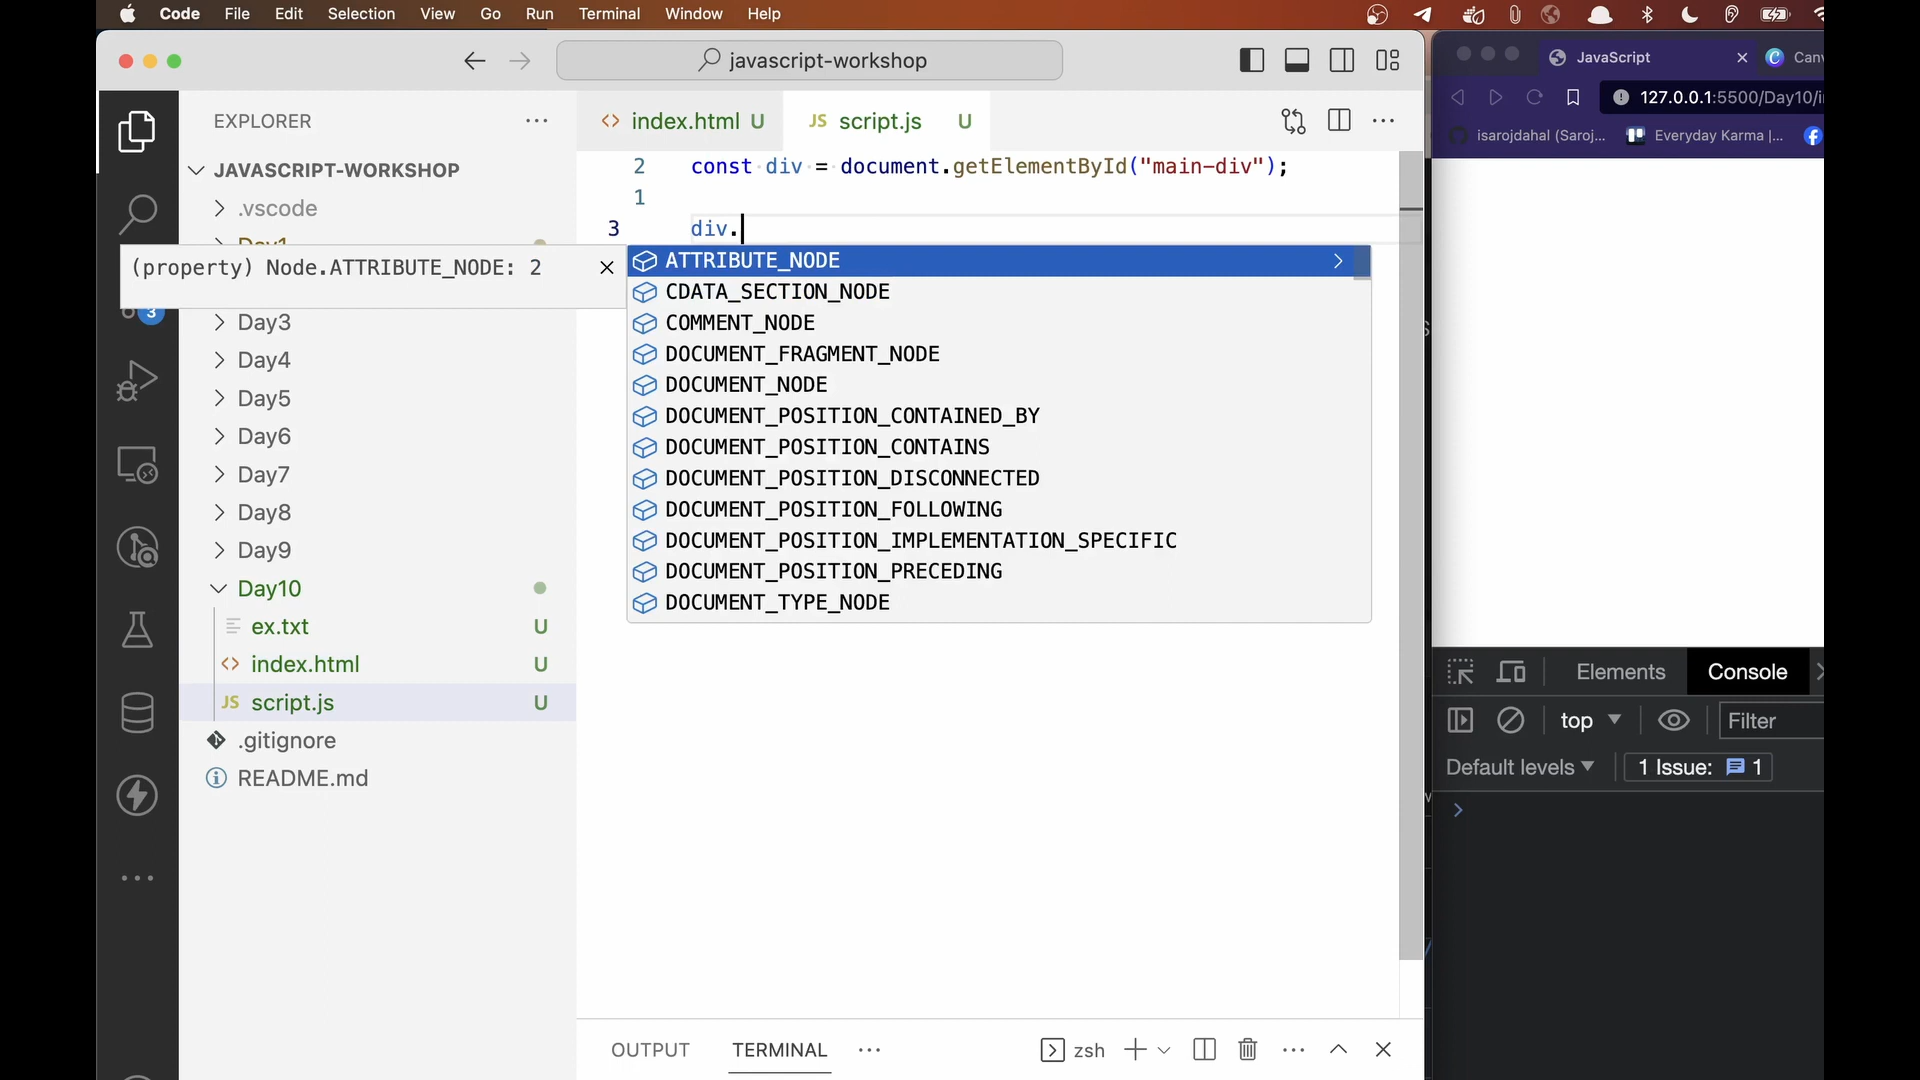 Code File Edit Selection View Go Run Terminal Window Help
javascript-workshop
JavaScript
127.0.0.1:5500/Day10/i
isarojdahal (Saroj...
Everyday Karma |...
EXPLORER
JAVASCRIPT-WORKSHOP
.vscode
Day1
3
Day3
Day4
Day5
Day6
Day7
Day8
Day9
Day10
ex.txt U
index.html U
script.js U
.gitignore
README.md
index.html U
JS script.js U
2 const div = document.getElementById("main-div");
1
3 div.
(property) Node.ATTRIBUTE_NODE: 2
ATTRIBUTE_NODE
CDATA_SECTION_NODE
COMMENT_NODE
DOCUMENT_FRAGMENT_NODE
DOCUMENT_NODE
DOCUMENT_POSITION_CONTAINED_BY
DOCUMENT_POSITION_CONTAINS
DOCUMENT_POSITION_DISCONNECTED
DOCUMENT_POSITION_FOLLOWING
DOCUMENT_POSITION_IMPLEMENTATION_SPECIFIC
DOCUMENT_POSITION_PRECEDING
DOCUMENT_TYPE_NODE
OUTPUT TERMINAL
zsh
Elements Console
top Filter
Default levels 1 Issue: 1